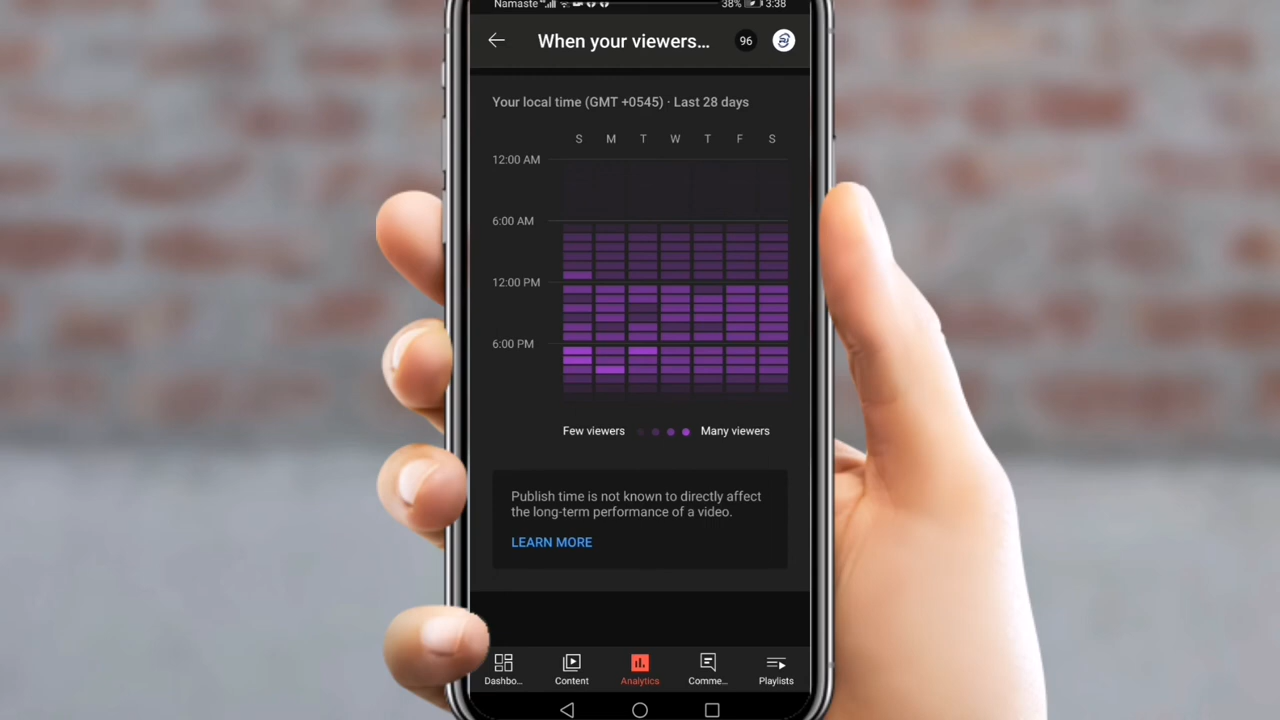 Namaste 38% 3:38
When your viewers... 96
Your local time (GMT +0545) · Last 28 days
S M T W T F S
12:00 AM
6:00 AM
12:00 PM
6:00 PM
Few viewers Many viewers
Publish time is not known to directly affect
the long-term performance of a video.
LEARN MORE
Dashbo... Content Analytics Comme... Playlists